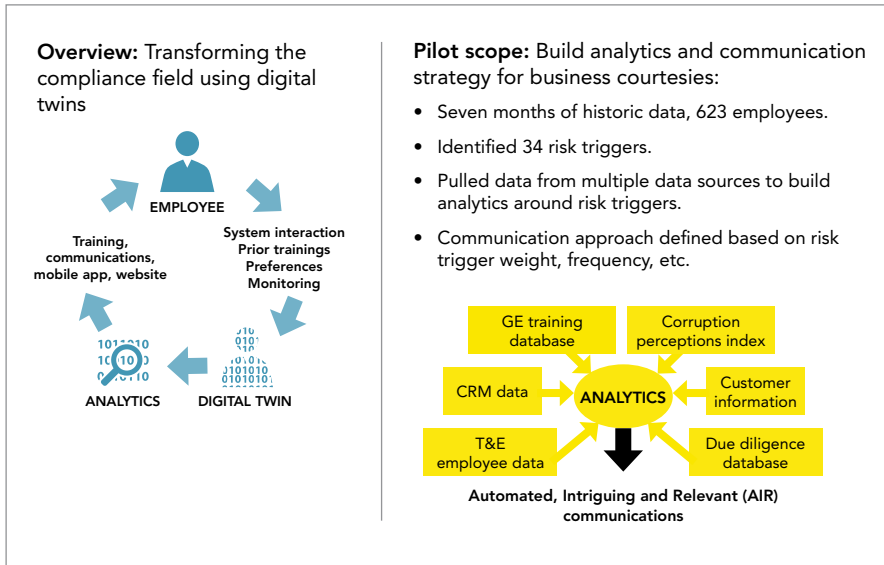 Overview: Transforming the
compliance field using digital
twins
EMPLOYEE
System interaction
Prior trainings
Preferences
Monitoring
Training,
communications,
mobile app, website
ANALYTICS
DIGITAL TWIN
Pilot scope: Build analytics and communication
strategy for business courtesies:
• Seven months of historic data, 623 employees.
• Identified 34 risk triggers.
• Pulled data from multiple data sources to build
analytics around risk triggers.
• Communication approach defined based on risk
trigger weight, frequency, etc.
GE training
database
Corruption
perceptions index
CRM data
ANALYTICS
Customer
information
T&E
employee data
Due diligence
database
Automated, Intriguing and Relevant (AIR)
communications